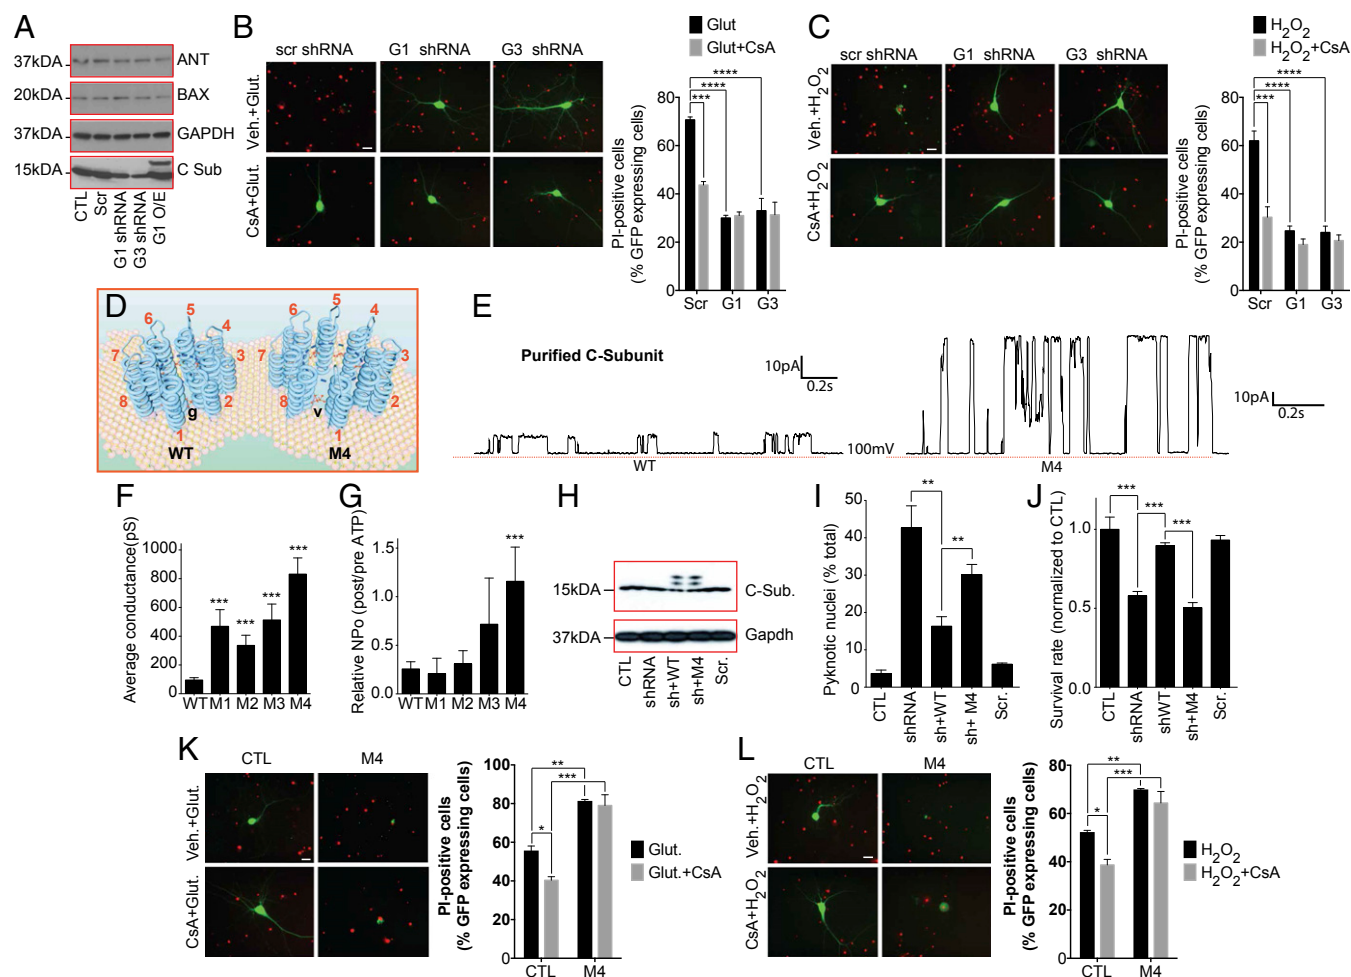 A
37kDA
ANT
20kDA
BAX
37kDA
GAPDH
15kDA
C Sub
CTL
Scr
G1 shRNA
G3 shRNA
G1 O/E
B
scr shRNA
G1 shRNA
G3 shRNA
Veh.+Glut.
CsA+Glut.
Glut
Glut+CsA
****
****
***
PI-positive cells
(% GFP expressing cells)
80
60
40
20
0
Scr
G1
G3
C
scr shRNA
G1 shRNA
G3 shRNA
Veh.+H2O2
CsA+H2O2
H2O2
H2O2+CsA
****
****
***
PI-positive cells
(% GFP expressing cells)
80
60
40
20
0
Scr
G1
G3
D
1
2
3
4
5
6
7
8
g
WT
1
2
3
4
5
6
7
8
v
M4
E
Purified C-Subunit
10pA
0.2s
WT
100mV
M4
10pA
0.2s
F
Average conductance(pS)
1000
800
600
400
200
0
***
***
***
***
WT
M1
M2
M3
M4
G
Relative NPo (post/pre ATP)
1.5
1.0
0.5
0.0
***
WT
M1
M2
M3
M4
H
15kDA
C-Sub.
37kDA
Gapdh
CTL
shRNA
sh+WT
sh+M4
Scr.
I
Pyknotic nuclei (% total)
50
40
30
20
10
0
**
**
CTL
shRNA
sh+WT
sh+ M4
Scr.
J
Survival rate (normalized to CTL)
1.0
0.5
0.0
***
***
***
CTL
shRNA
shWT
sh+M4
Scr.
K
CTL
M4
Veh.+Glut.
CsA+Glut.
PI-positive cells
(% GFP expressing cells)
100
80
60
40
20
0
**
***
*
CTL
M4
Glut.
Glut.+CsA
L
CTL
M4
Veh.+H2O2
CsA+H2O2
PI-positive cells
(% GFP expressing cells)
80
60
40
20
0
**
***
*
CTL
M4
H2O2
H2O2+CsA